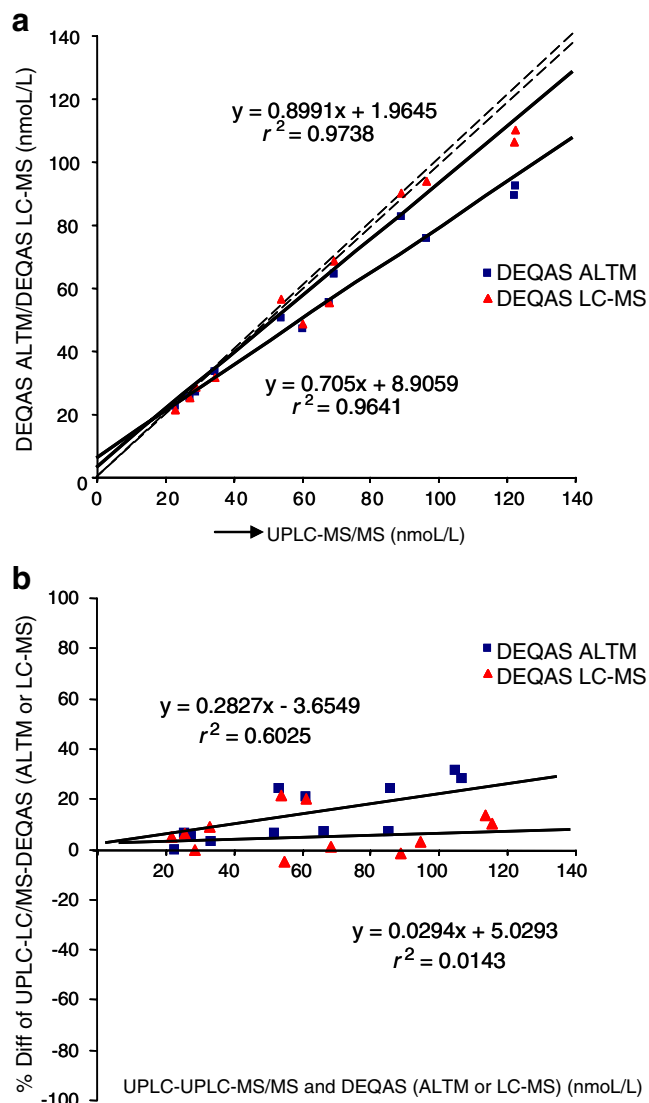 a
DEQAS ALTM/DEQAS LC-MS (nmoL/L)
140
120
100
80
60
40
20
0
y = 0.8991x + 1.9645
r² = 0.9738
DEQAS ALTM
DEQAS LC-MS
y = 0.705x + 8.9059
r² = 0.9641
0 20 40 60 80 100 120 140
UPLC-MS/MS (nmoL/L)
b
% Diff of UPLC-LC/MS-DEQAS (ALTM or LC-MS)
100
80
60
40
20
0
-20
-40
-60
-80
-100
DEQAS ALTM
DEQAS LC-MS
y = 0.2827x - 3.6549
r² = 0.6025
20 40 60 80 100 120 140
y = 0.0294x + 5.0293
r² = 0.0143
UPLC-UPLC-MS/MS and DEQAS (ALTM or LC-MS) (nmoL/L)